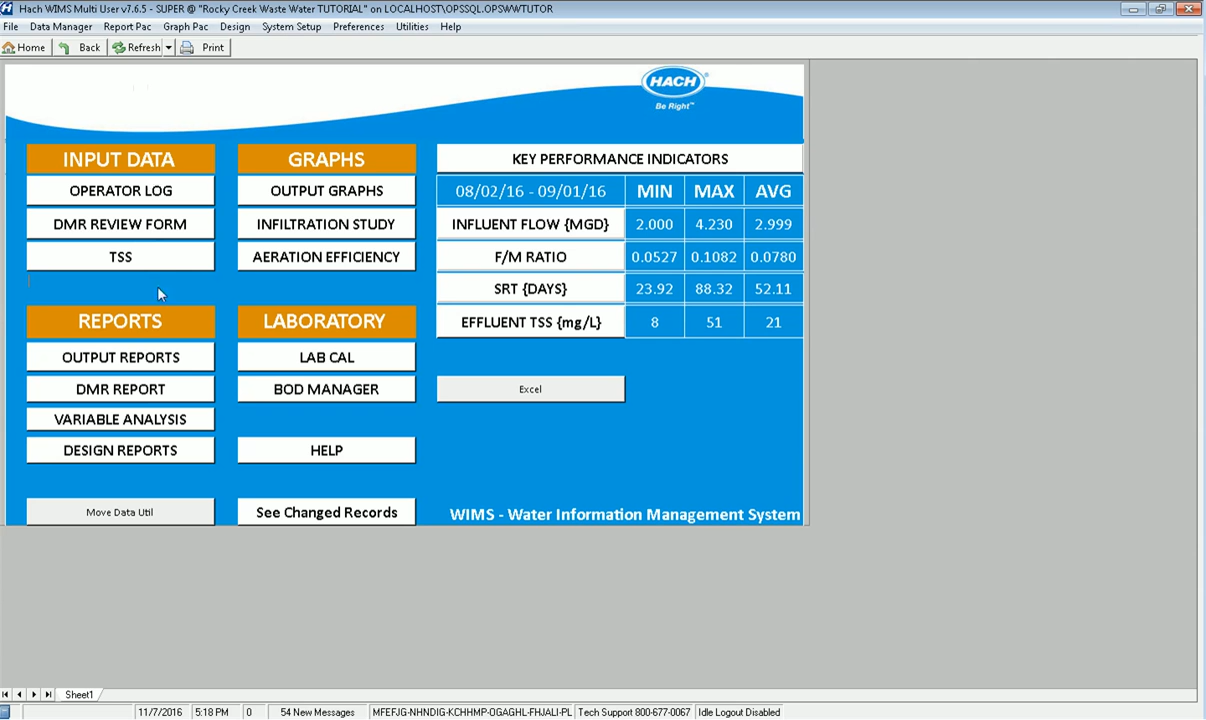 Hach WIMS Multi User v7.6.5 - SUPER @ "Rocky Creek Waste Water TUTORIAL" on LOCALHOST\OPSSQL.OPSWWTUTOR
File Data Manager Report Pac Graph Pac Design System Setup Preferences Utilities Help
Home Back Refresh Print
HACH
Be Right™
INPUT DATA GRAPHS KEY PERFORMANCE INDICATORS
OPERATOR LOG OUTPUT GRAPHS 08/02/16 - 09/01/16 MIN MAX AVG
DMR REVIEW FORM INFILTRATION STUDY INFLUENT FLOW {MGD} 2.000 4.230 2.999
TSS AERATION EFFICIENCY F/M RATIO 0.0527 0.1082 0.0780
SRT {DAYS} 23.92 88.32 52.11
REPORTS LABORATORY EFFLUENT TSS {mg/L} 8 51 21
OUTPUT REPORTS LAB CAL
DMR REPORT BOD MANAGER Excel
VARIABLE ANALYSIS
DESIGN REPORTS HELP
Move Data Util See Changed Records WIMS - Water Information Management System
Sheet1
11/7/2016 5:18 PM 0 54 New Messages MFEFJG-NHNDIG-KCHHMP-OGAGHL-FHJALI-PL Tech Support 800-677-0067 Idle Logout Disabled